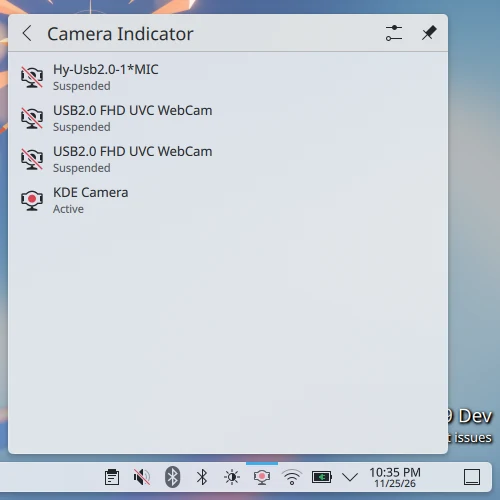 Camera Indicator
Hy-Usb2.0-1*MIC
Suspended
USB2.0 FHD UVC WebCam
Suspended
USB2.0 FHD UVC WebCam
Suspended
KDE Camera
Active
Dev
issues
10:35 PM
11/25/26